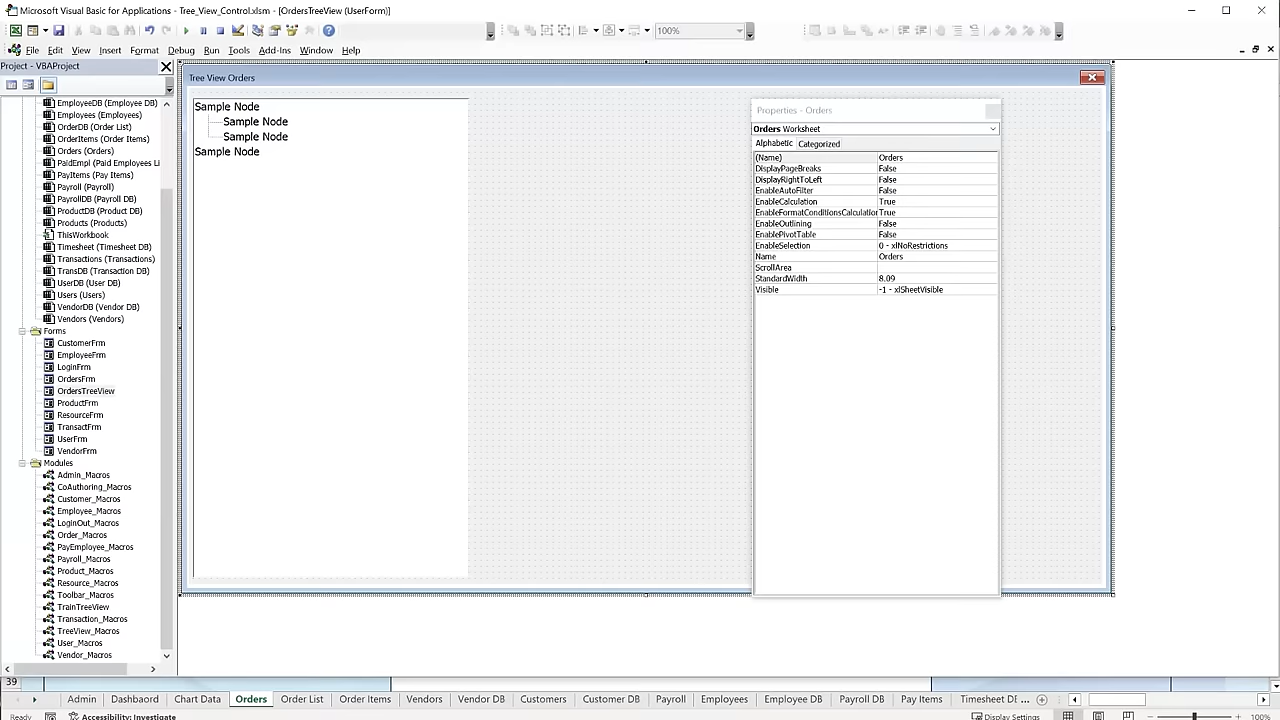 Microsoft Visual Basic for Applications - Tree_View_Control.xlsm - [OrdersTreeView (UserForm)]
100%
File Edit View Insert Format Debug Run Tools Add-Ins Window Help
Project - VBAProject
EmployeeDB (Employee DB)
Employees (Employees)
OrderDB (Order List)
OrderItems (Order Items)
Orders (Orders)
PaidEmpl (Paid Employees Li
PayItems (Pay Items)
Payroll (Payroll)
PayrollDB (Payroll DB)
ProductDB (Product DB)
Products (Products)
ThisWorkbook
Timesheet (Timesheet DB)
Transactions (Transactions)
TransDB (Transaction DB)
UserDB (User DB)
Users (Users)
VendorDB (Vendor DB)
Vendors (Vendors)
Forms
CustomerFrm
EmployeeFrm
LoginFrm
OrdersFrm
OrdersTreeView
ProductFrm
ResourceFrm
TransactFrm
UserFrm
VendorFrm
Modules
Admin_Macros
CoAuthoring_Macros
Customer_Macros
Employee_Macros
LoginOut_Macros
Order_Macros
PayEmployee_Macros
Payroll_Macros
Product_Macros
Resource_Macros
Toolbar_Macros
TrainTreeView
Transaction_Macros
TreeView_Macros
User_Macros
Vendor_Macros
Tree View Orders
Sample Node
Sample Node
Sample Node
Sample Node
Properties - Orders
Orders Worksheet
Alphabetic Categorized
(Name) Orders
DisplayPageBreaks False
DisplayRightToLeft False
EnableAutoFilter False
EnableCalculation True
EnableFormatConditionsCalculation True
EnableOutlining False
EnablePivotTable False
EnableSelection 0 - xlNoRestrictions
Name Orders
ScrollArea
StandardWidth 8.09
Visible -1 - xlSheetVisible
39
Admin Dashbaord Chart Data Orders Order List Order Items Vendors Vendor DB Customers Customer DB Payroll Employees Employee DB Payroll DB Pay Items Timesheet DE ...
Ready Accessibility: Investigate Display Settings 100%